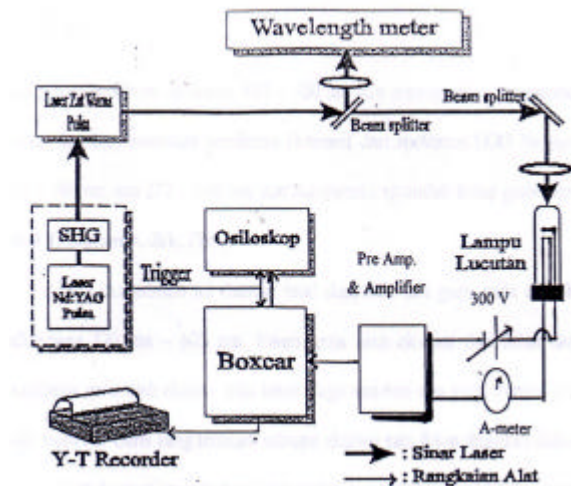 Wavelength meter
Laser Zat Warna
Pulsa
Beam splitter
Beam splitter
SHG
Laser
Nd:YAG
Pulsa
Trigger
Osiloskop
Pre Amp.
& Amplifier
Lampu
Lucutan
300 V
Boxcar
A-meter
Y-T Recorder
: Sinar Laser
: Rangkaian Alat